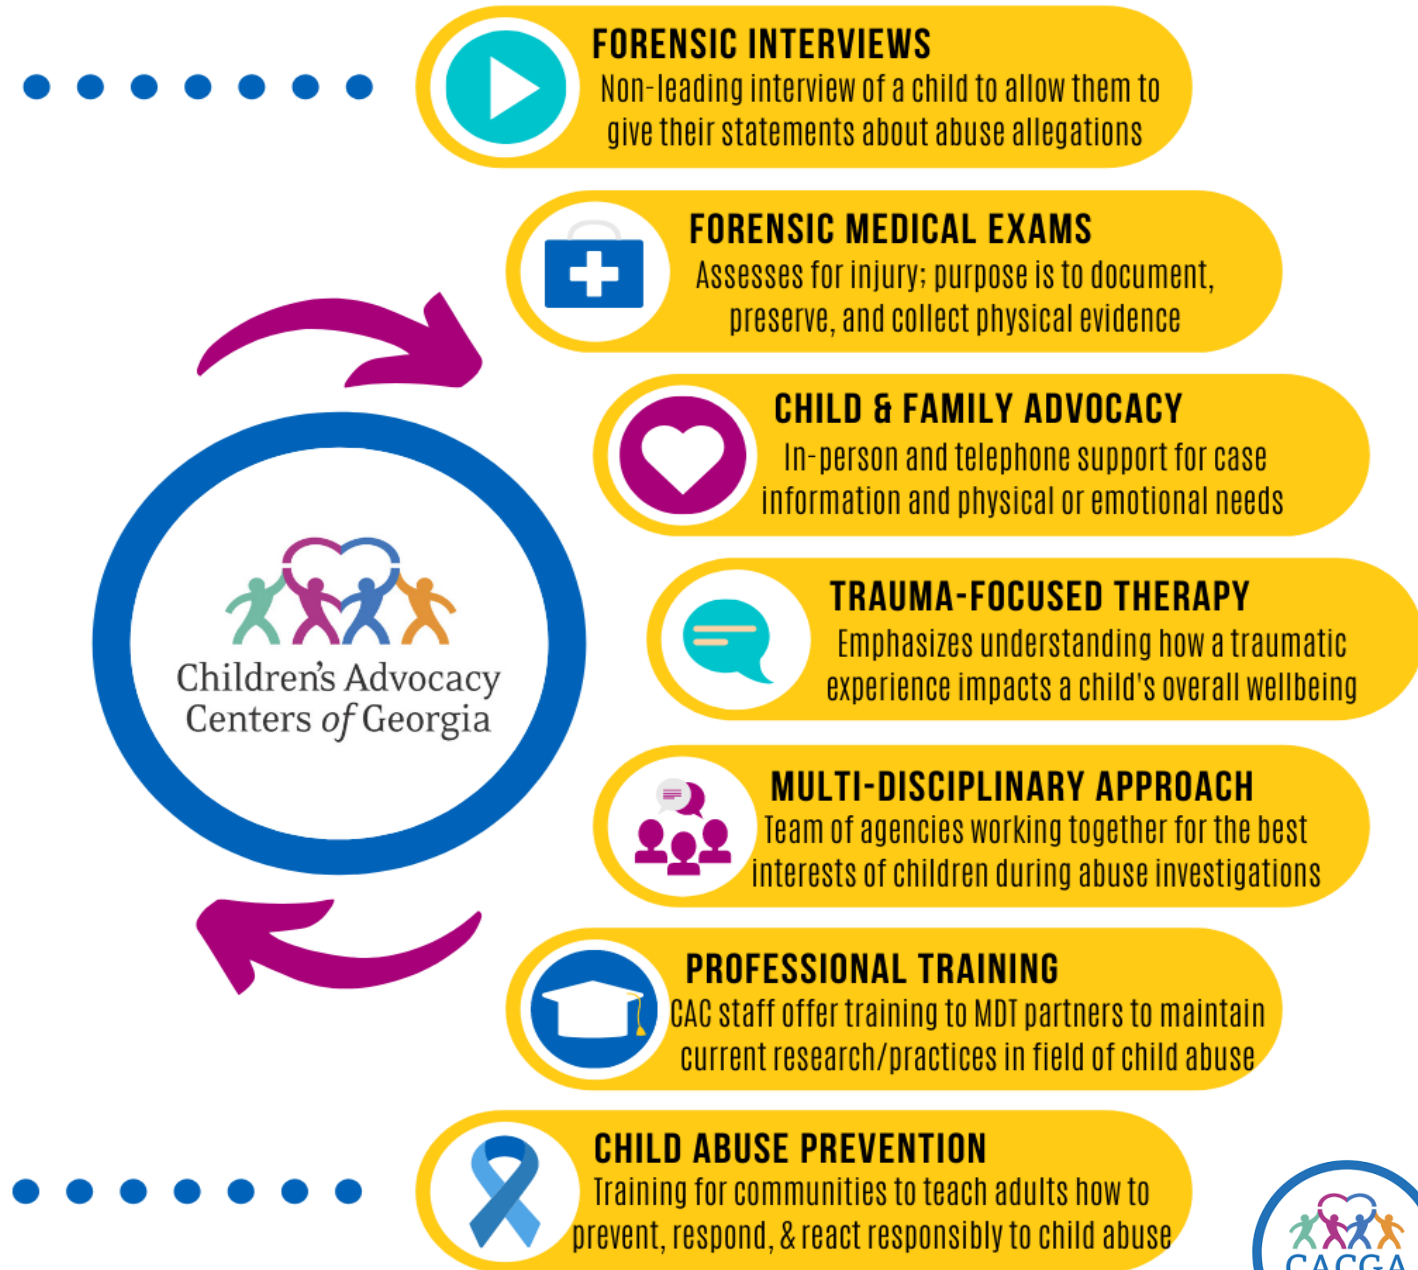 FORENSIC INTERVIEWS
Non-leading interview of a child to allow them to
give their statements about abuse allegations
FORENSIC MEDICAL EXAMS
Assesses for injury; purpose is to document,
preserve, and collect physical evidence
CHILD & FAMILY ADVOCACY
In-person and telephone support for case
information and physical or emotional needs
Children's Advocacy
Centers of Georgia
TRAUMA-FOCUSED THERAPY
Emphasizes understanding how a traumatic
experience impacts a child's overall wellbeing
MULTI-DISCIPLINARY APPROACH
Team of agencies working together for the best
interests of children during abuse investigations
PROFESSIONAL TRAINING
CAC staff offer training to MDT partners to maintain
current research/practices in field of child abuse
CHILD ABUSE PREVENTION
Training for communities to teach adults how to
prevent, respond, & react responsibly to child abuse
CACGA